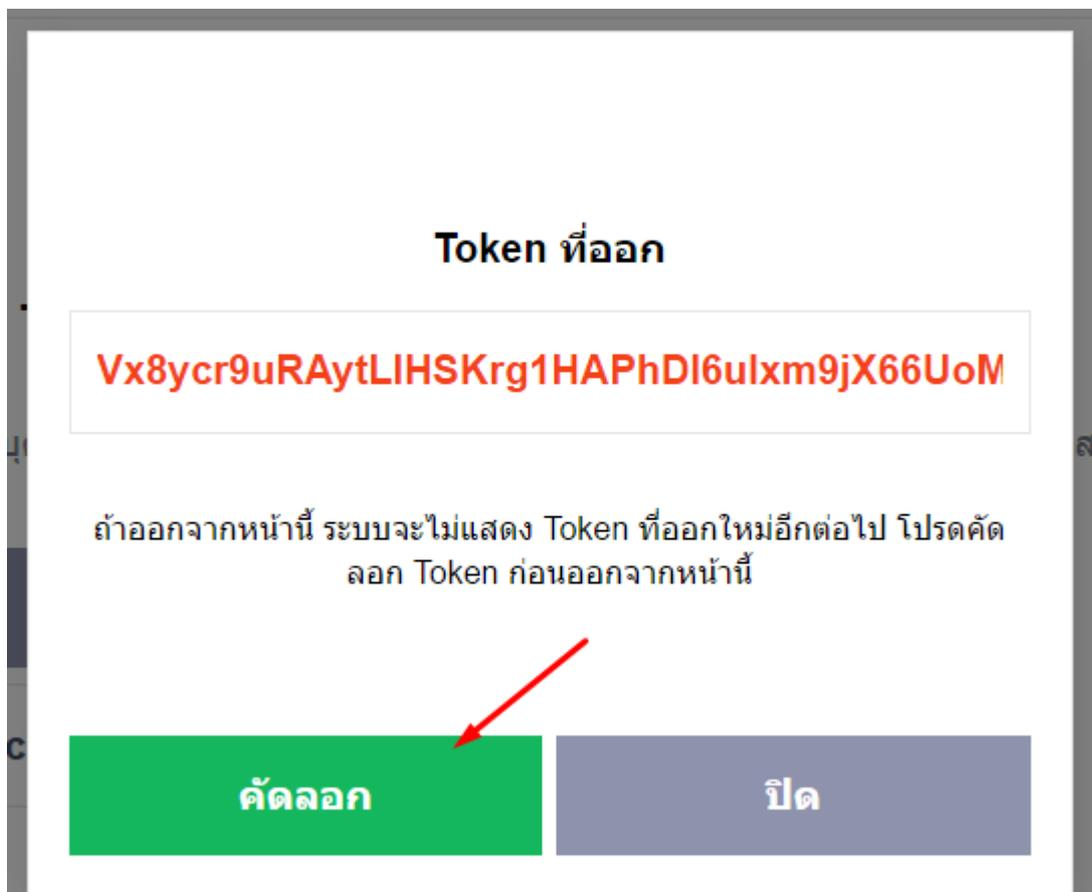 Token ที่ออก
Vx8ycr9uRAytLIHSKrg1HAPhDI6ulxm9jX66UoM
ถ้าออกจากหน้านี้ ระบบจะไม่แสดง Token ที่ออกใหม่อีกต่อไป โปรดคัด
ลอก Token ก่อนออกจากหน้านี้
คัดลอก
ปิด